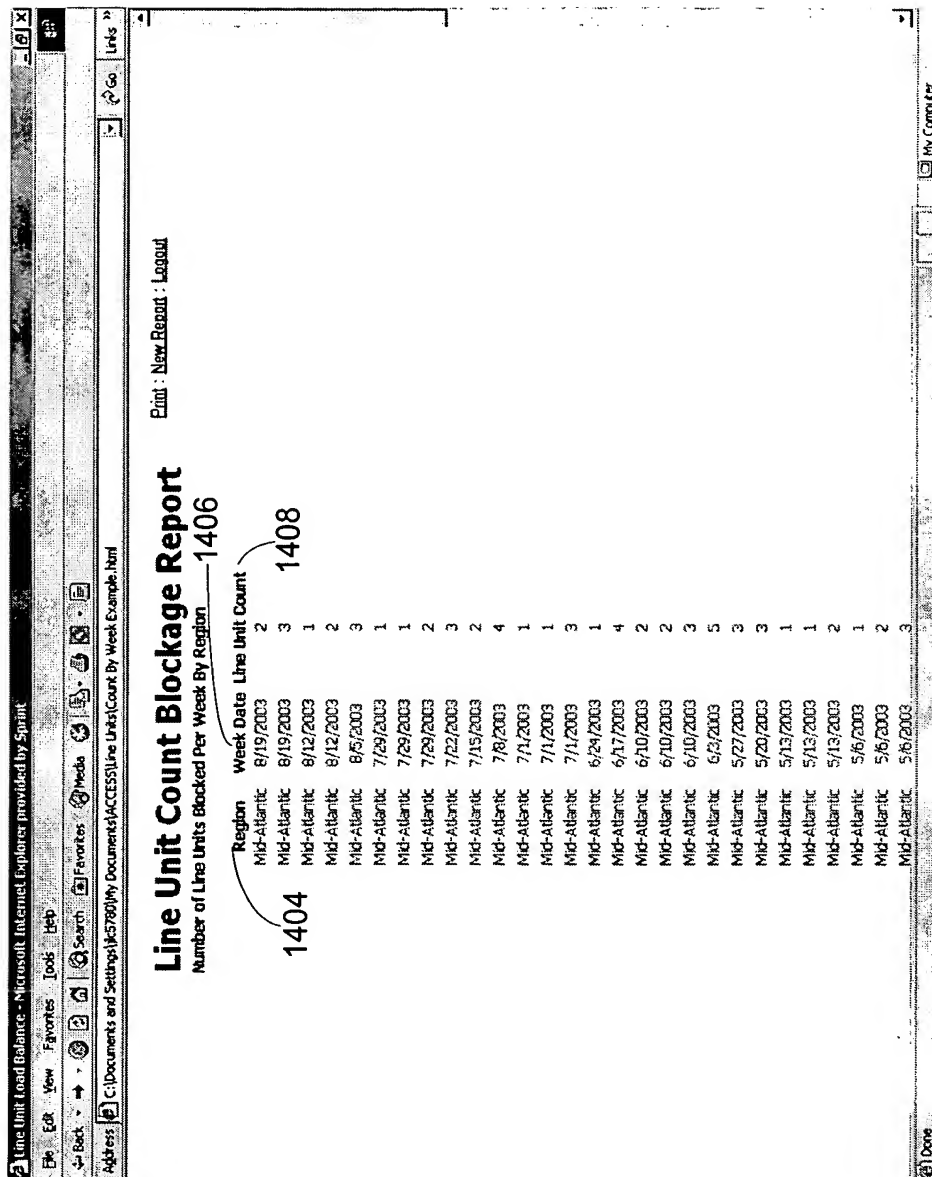 Line Unit Load Balance - Microsoft Internet Explorer provided by Sprint
File Edit View Favorites Tools Help
Back Search Favorites Media
Address C:\Documents and Settings\jlc5780\My Documents\ACCESS\Line Units\Count By Week Example.html Go Links »
Print : New Report : Logout
Line Unit Count Blockage Report
Number of Line Units Blocked Per Week By Region
1406
Region Week Date Line Unit Count
1404
1408
Mid-Atlantic 8/19/2003 2
Mid-Atlantic 8/19/2003 3
Mid-Atlantic 8/12/2003 1
Mid-Atlantic 8/12/2003 2
Mid-Atlantic 8/5/2003 3
Mid-Atlantic 7/29/2003 1
Mid-Atlantic 7/29/2003 1
Mid-Atlantic 7/29/2003 2
Mid-Atlantic 7/22/2003 3
Mid-Atlantic 7/15/2003 2
Mid-Atlantic 7/8/2003 4
Mid-Atlantic 7/1/2003 1
Mid-Atlantic 7/1/2003 1
Mid-Atlantic 7/1/2003 3
Mid-Atlantic 6/24/2003 1
Mid-Atlantic 6/17/2003 4
Mid-Atlantic 6/10/2003 2
Mid-Atlantic 6/10/2003 2
Mid-Atlantic 6/10/2003 3
Mid-Atlantic 6/3/2003 5
Mid-Atlantic 5/27/2003 3
Mid-Atlantic 5/20/2003 3
Mid-Atlantic 5/13/2003 1
Mid-Atlantic 5/13/2003 1
Mid-Atlantic 5/13/2003 2
Mid-Atlantic 5/6/2003 1
Mid-Atlantic 5/6/2003 2
Mid-Atlantic 5/6/2003 3
Done My Computer